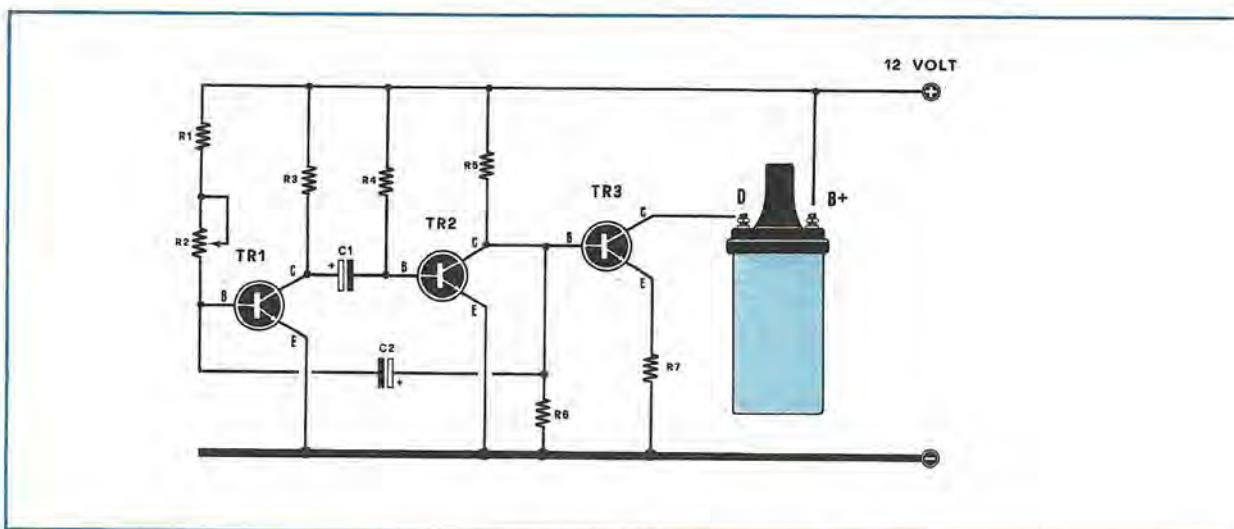 12 VOLT
+
R1
R3
R4
R5
TR3
D
B+
R2
TR1
TR2
C
C
C
C1
+
B
B
B
E
E
E
C2
+
R7
R6
−